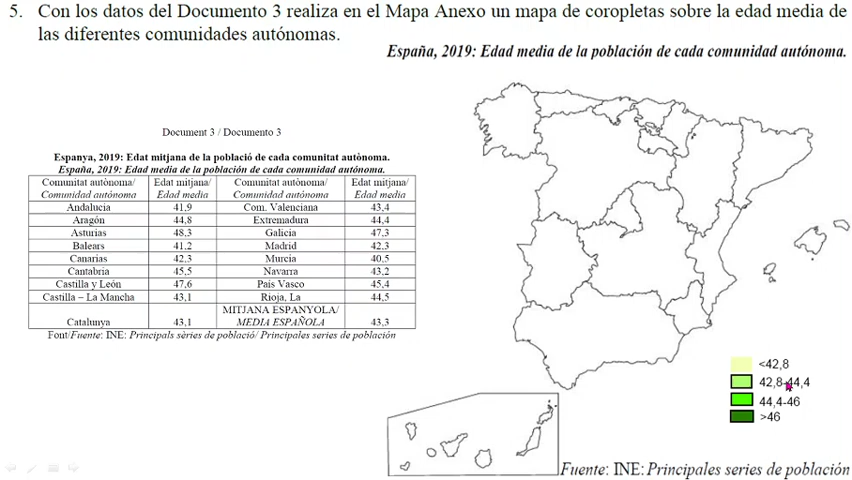 5. Con los datos del Documento 3 realiza en el Mapa Anexo un mapa de coropletas sobre la edad media de
las diferentes comunidades autónomas.
España, 2019: Edad media de la población de cada comunidad autónoma.
Document 3 / Documento 3
Espanya, 2019: Edat mitjana de la població de cada comunitat autònoma.
España, 2019: Edad media de la población de cada comunidad autónoma.
Comunitat autònoma/ Edat mitjana/ Comunitat autònoma/ Edat mitjana/
Comunidad autónoma Edad media Comunidad autónoma Edad media
Andalucía 41,9 Com. Valenciana 43,4
Aragón 44,8 Extremadura 44,4
Asturias 48,3 Galicia 47,3
Balears 41,2 Madrid 42,3
Canarias 42,3 Murcia 40,5
Cantabria 45,5 Navarra 43,2
Castilla y León 47,6 País Vasco 45,4
Castilla – La Mancha 43,1 Rioja, La 44,5
MITJANA ESPANYOLA/
Catalunya 43,1 MEDIA ESPAÑOLA 43,3
Font/Fuente: INE: Principals sèries de població/ Principales series de población
<42,8
42,8-44,4
44,4-46
>46
Fuente: INE: Principales series de población